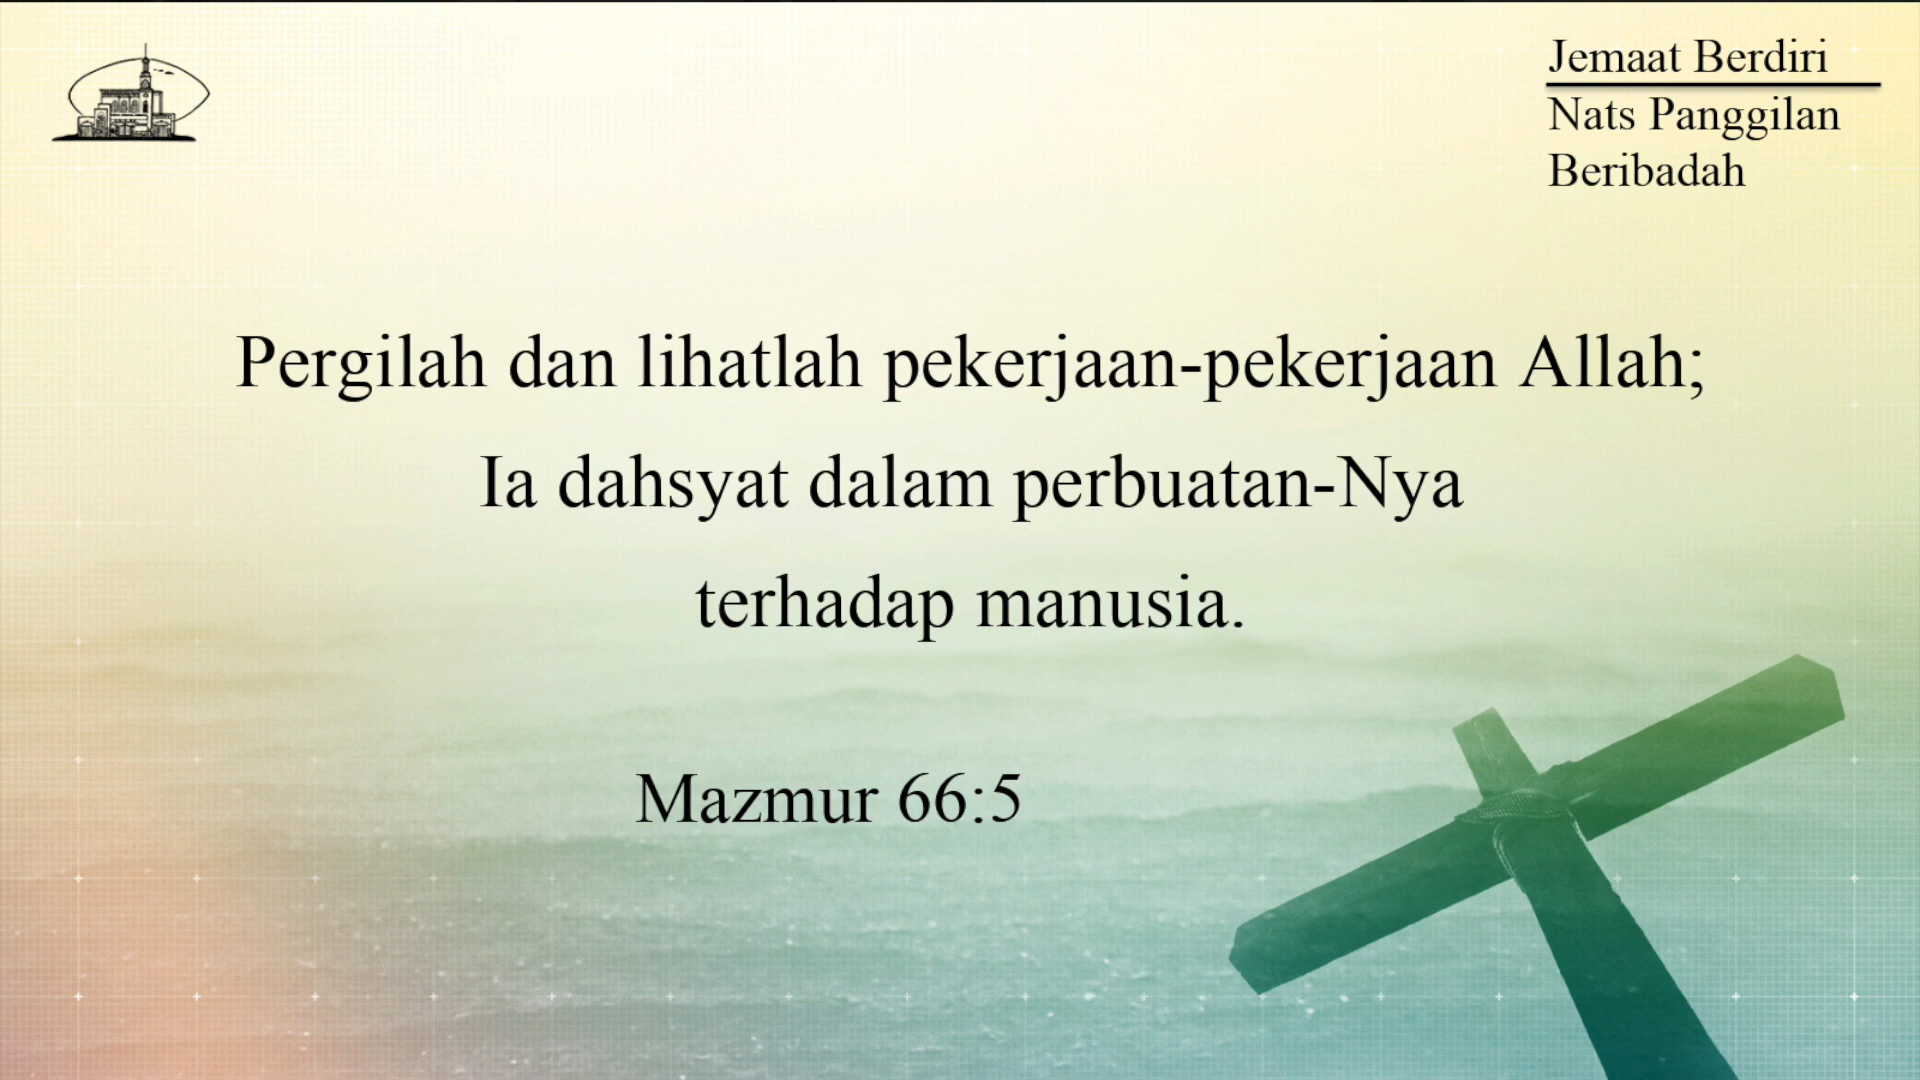 Jemaat Berdiri
Nats Panggilan
Beribadah
Pergilah dan lihatlah pekerjaan-pekerjaan Allah;
Ia dahsyat dalam perbuatan-Nya
terhadap manusia.
Mazmur 66:5